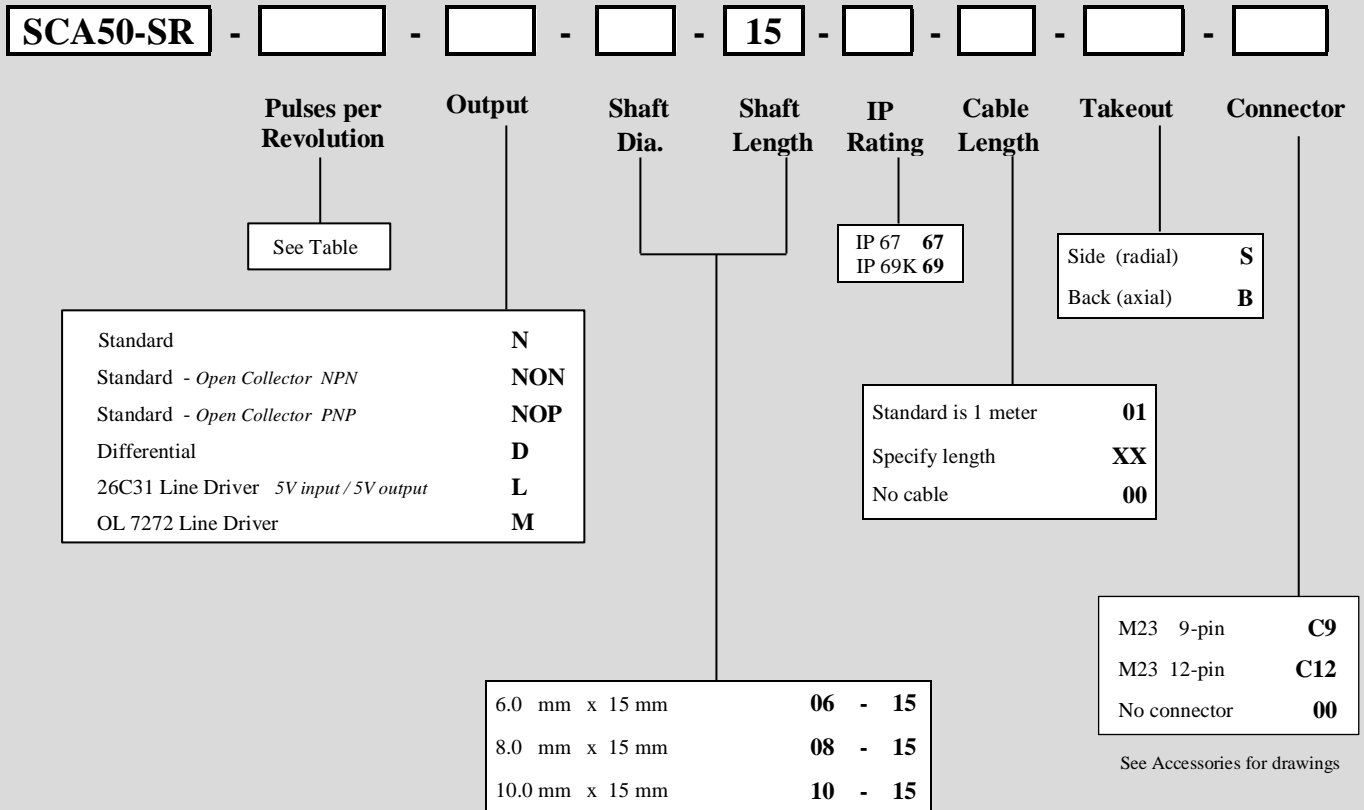 SCA50-SR - - - - 15 - - - -
Pulses per Revolution
Output
Shaft Dia.
Shaft Length
IP Rating
Cable Length
Takeout
Connector
See Table
IP 67 67
IP 69K 69
Side (radial) S
Back (axial) B
Standard N
Standard - Open Collector NPN NON
Standard - Open Collector PNP NOP
Differential D
26C31 Line Driver 5V input / 5V output L
OL 7272 Line Driver M
Standard is 1 meter 01
Specify length XX
No cable 00
M23 9-pin C9
M23 12-pin C12
No connector 00
See Accessories for drawings
6.0 mm x 15 mm 06 - 15
8.0 mm x 15 mm 08 - 15
10.0 mm x 15 mm 10 - 15